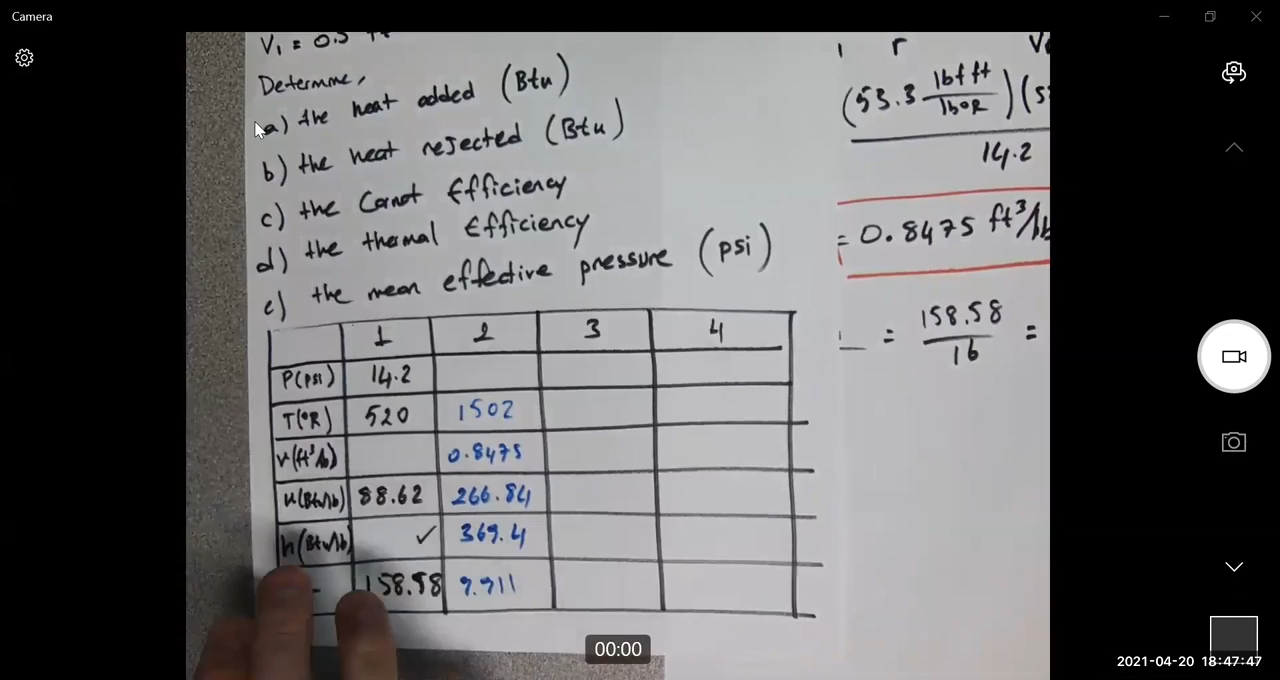 Camera
V₁ = 0.5 ft
Determine,
a) the heat added (Btu)
b) the heat rejected (Btu)
c) the Carnot Efficiency
d) the thermal Efficiency
e) the mean effective pressure (psi)
1 2 3 4
P(psi) 14.2
T(°R) 520 1502
v(ft³/lb) 0.8475
u(Btu/lb) 88.62 266.84
h(Btu/lb) ✓ 369.4
158.58 9.911
r
(53.3 lbf ft / lb°R)(5
14.2
= 0.8475 ft³/lb
= 158.58 / 16 =
00:00
2021-04-20 18:47:47